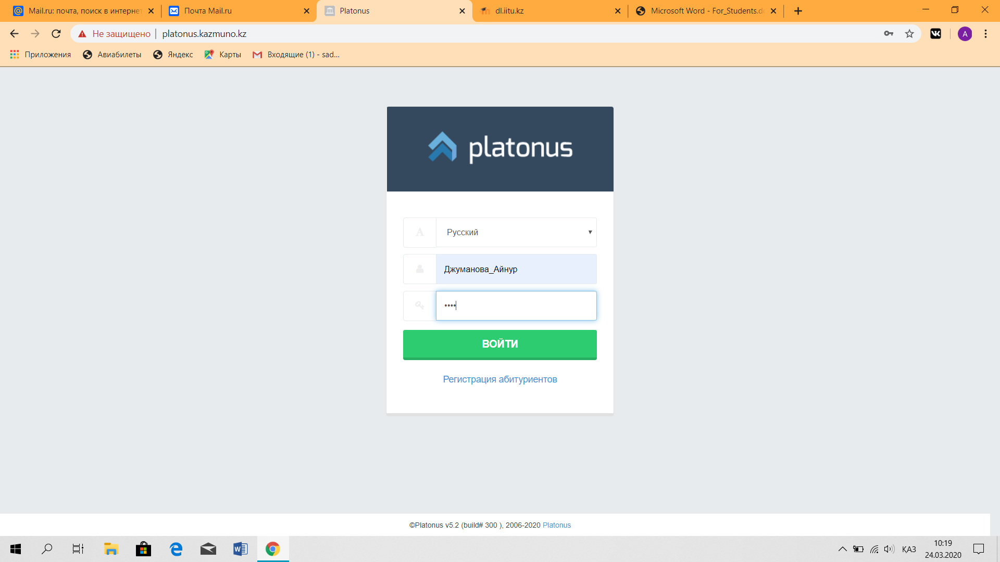 Mail.ru: почта, поиск в интернет
Почта Mail.ru
Platonus
dl.iitu.kz
Microsoft Word - For_Students.d
Не защищено
platonus.kazmuno.kz
A
Приложения
Авиабилеты
Яндекс
Карты
Входящие (1) - sad...
platonus
A
Русский
Джуманова_Айнур
••••
ВОЙТИ
Регистрация абитуриентов
©Platonus v5.2 (build# 300 ), 2006-2020 Platonus
ҚАЗ
10:19
24.03.2020